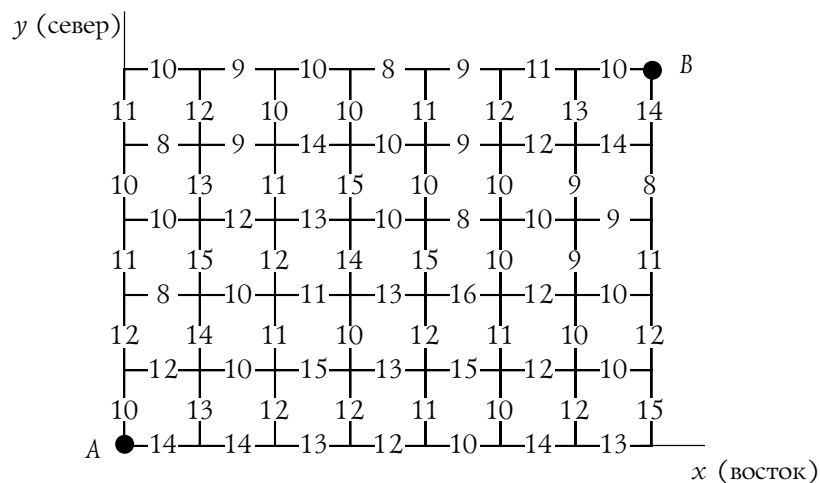 y (север)
10 9 10 8 9 11 10 B
11 12 10 10 11 12 13 14
8 9 14 10 9 12 14
10 13 11 15 10 10 9 8
10 12 13 10 8 10 9
11 15 12 14 15 10 9 11
8 10 11 13 16 12 10
12 14 11 10 12 11 10 12
12 10 15 13 15 12 10
10 13 12 12 11 10 12 15
A 14 14 13 12 10 14 13
x (восток)